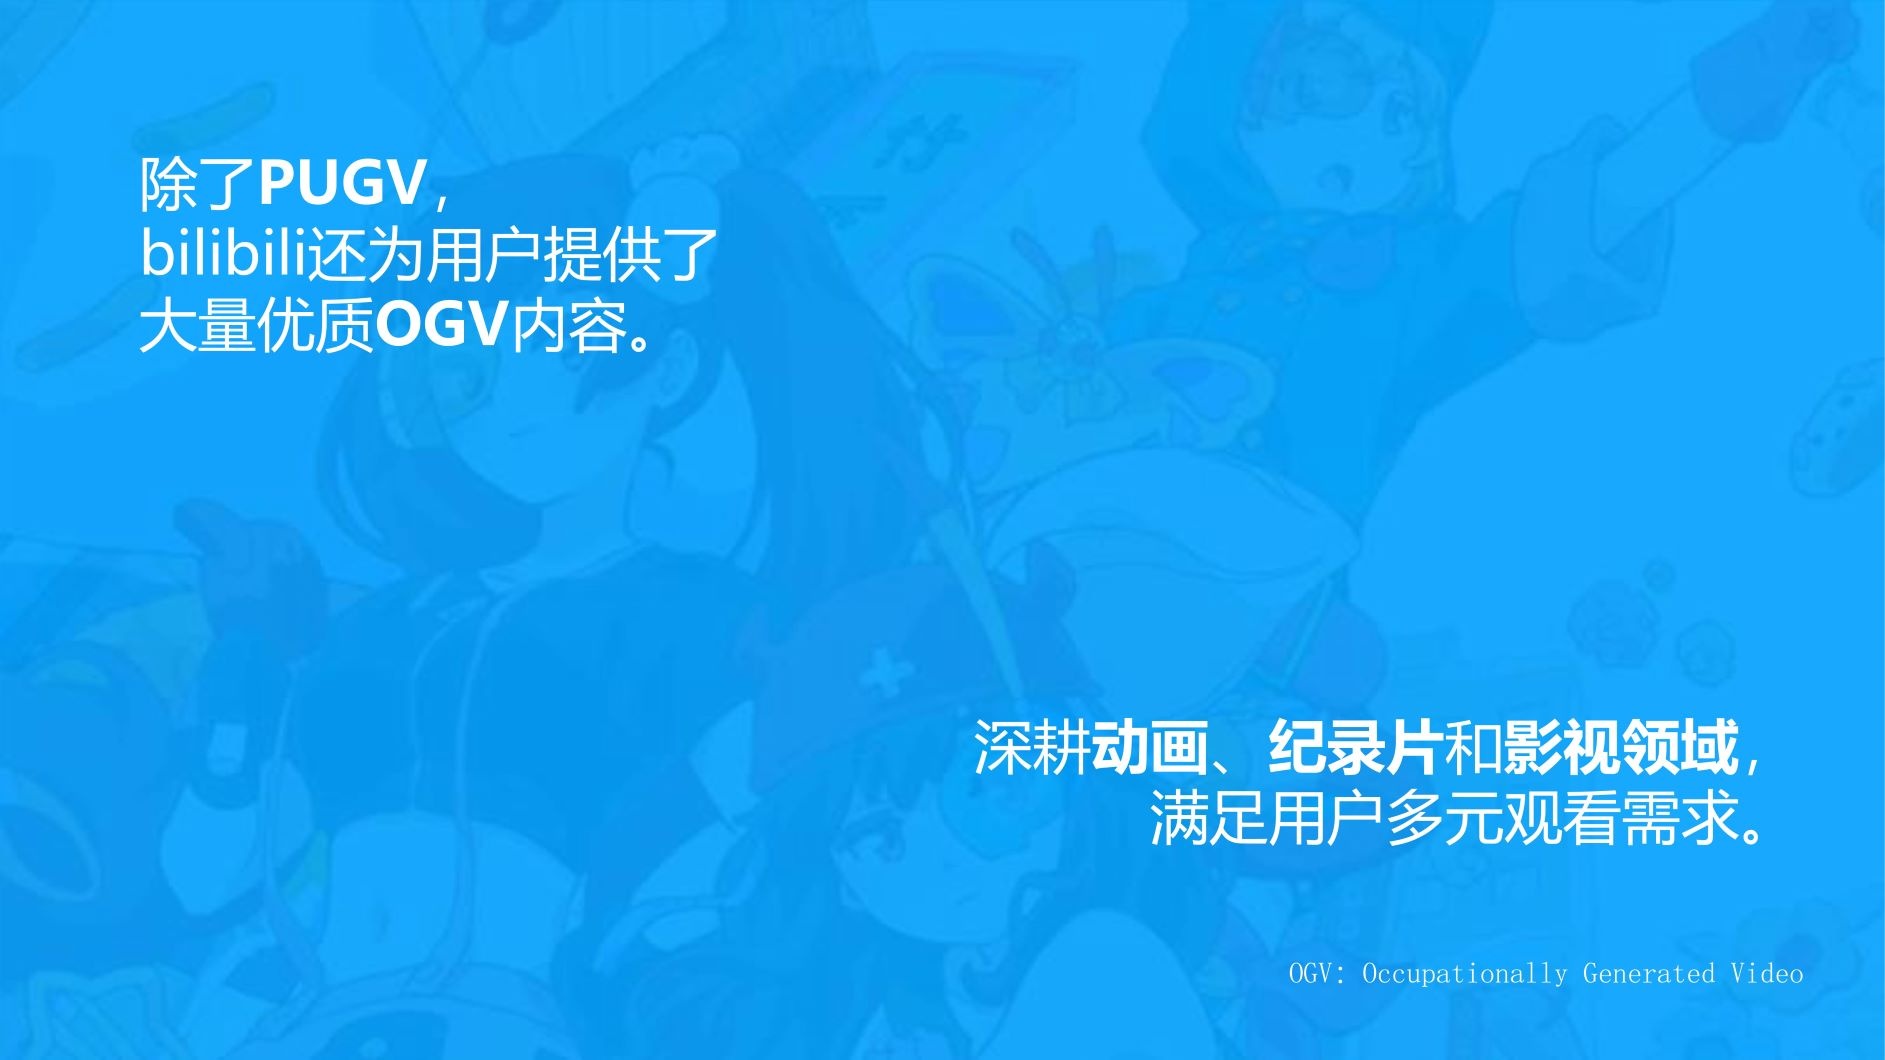 除了PUGV，
bilibili还为用户提供了
大量优质OGV内容。
深耕动画、纪录片和影视领域，
满足用户多元观看需求。
OGV: Occupationally Generated Video